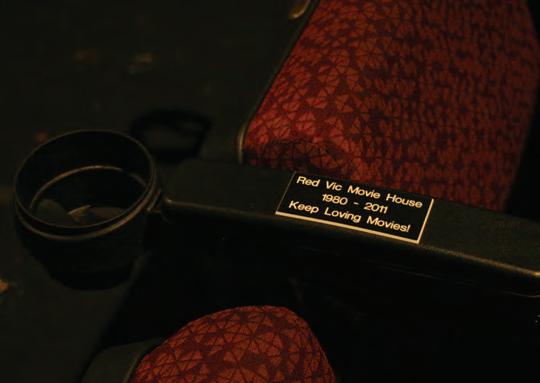 Red Vic Movie House
1980 - 2011
Keep Loving Movies!